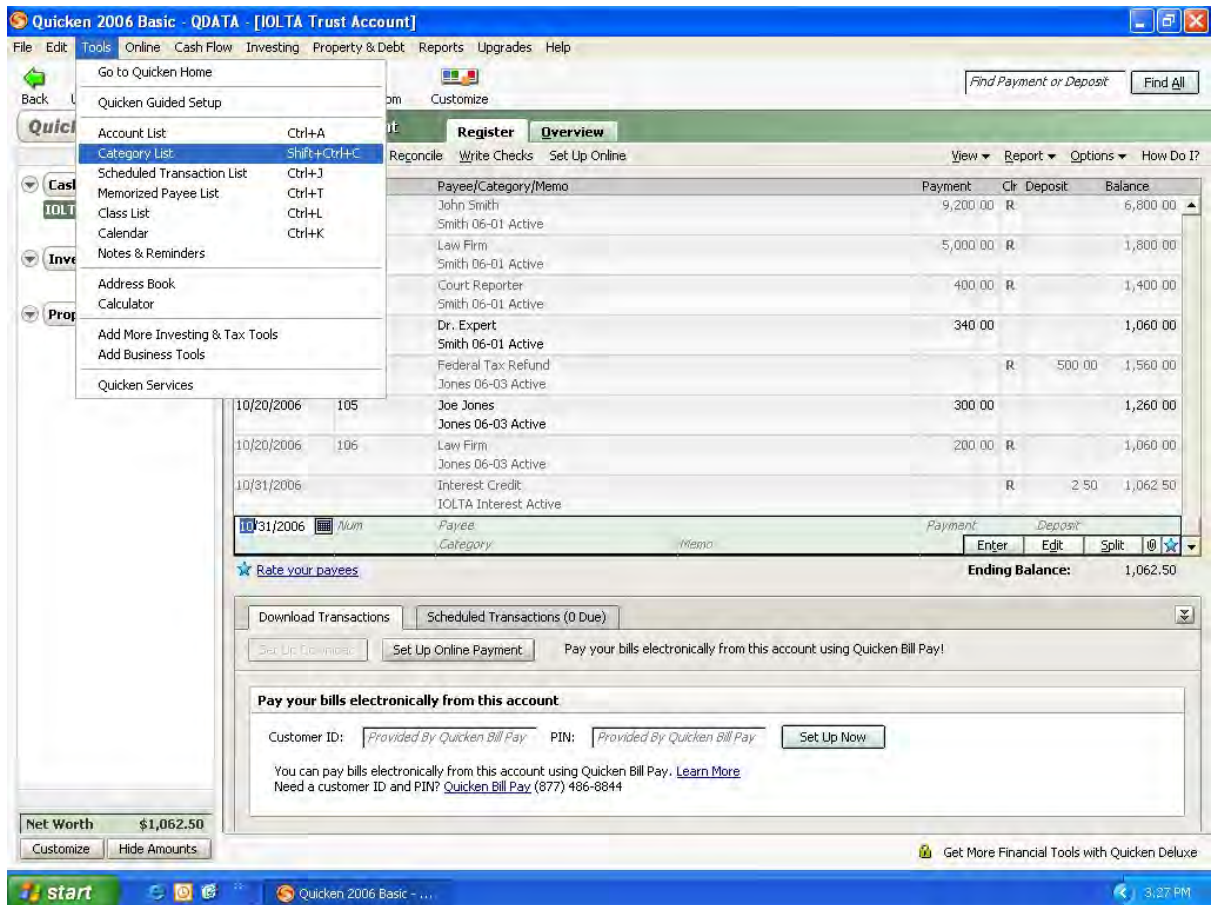 Quicken 2006 Basic - QDATA - [IOLTA Trust Account]
File Edit Tools Online Cash Flow Investing Property & Debt Reports Upgrades Help
Go to Quicken Home
Back Customize Find Payment or Deposit Find All
Quicken Guided Setup
Account List Ctrl+A Register Overview
Category List Shift+Ctrl+C Reconcile Write Checks Set Up Online View Report Options How Do I?
Scheduled Transaction List Ctrl+J
Memorized Payee List Ctrl+T
Class List Ctrl+L
Calendar Ctrl+K
Notes & Reminders
Address Book
Calculator
Add More Investing & Tax Tools
Add Business Tools
Quicken Services
Payee/Category/Memo Payment Clr Deposit Balance
John Smith 9,200 00 R 6,800 00
Smith 06-01 Active
Law Firm 5,000 00 R 1,800 00
Smith 06-01 Active
Court Reporter 400 00 R 1,400 00
Smith 06-01 Active
Dr. Expert 340 00 1,060 00
Smith 06-01 Active
Federal Tax Refund R 500 00 1,560 00
Jones 06-03 Active
10/20/2006 105 Joe Jones 300 00 1,260 00
Jones 06-03 Active
10/20/2006 106 Law Firm 200 00 R 1,060 00
Jones 06-03 Active
10/31/2006 Interest Credit R 2 50 1,062 50
IOLTA Interest Active
10/31/2006 Num Payee Payment Deposit
Category Memo Enter Edit Split
Rate your payees Ending Balance: 1,062.50
Download Transactions Scheduled Transactions (0 Due)
Set Up Online Payment Pay your bills electronically from this account using Quicken Bill Pay!
Pay your bills electronically from this account
Customer ID: Provided By Quicken Bill Pay PIN: Provided By Quicken Bill Pay Set Up Now
You can pay bills electronically from this account using Quicken Bill Pay. Learn More
Need a customer ID and PIN? Quicken Bill Pay (877) 486-8844
Net Worth $1,062.50
Customize Hide Amounts Get More Financial Tools with Quicken Deluxe
start Quicken 2006 Basic - .... 3:27 PM